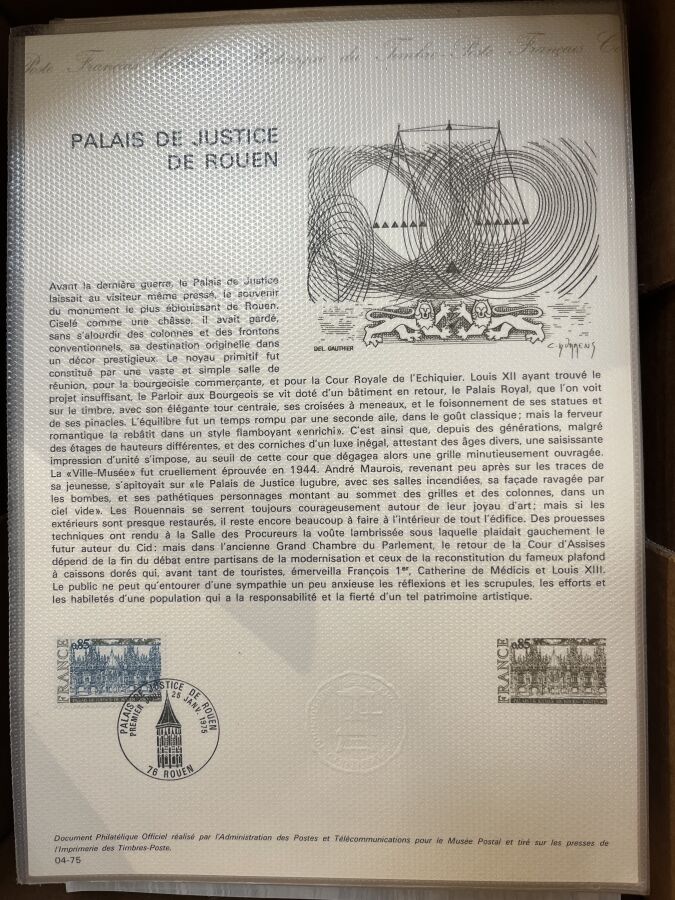 Poste Français Historique du Timbre-Poste Français
PALAIS DE JUSTICE
DE ROUEN
DEL. GAUTHIER
Avant la dernière guerre, le Palais de Justice
laissait au visiteur même pressé, le souvenir
du monument le plus éblouissant de Rouen.
Ciselé comme une châsse, il avait gardé,
sans s'alourdir des colonnes et des frontons
conventionnels, sa destination originelle dans
un décor prestigieux. Le noyau primitif fut
constitué par une vaste et simple salle de
réunion, pour la bourgeoisie commerçante, et pour la Cour Royale de l'Echiquier. Louis XII ayant trouvé le
projet insuffisant, le Parloir aux Bourgeois se vit doté d'un bâtiment en retour, le Palais Royal, que l'on voit
sur le timbre, avec son élégante tour centrale, ses croisées à meneaux, et le foisonnement de ses statues et
de ses pinacles. L'équilibre fut un temps rompu par une seconde aile, dans le goût classique; mais la ferveur
romantique la rebâtit dans un style flamboyant «enrichi». C'est ainsi que, depuis des générations, malgré
des étages de hauteurs différentes, et des corniches d'un luxe inégal, attestant des âges divers, une saisissante
impression d'unité s'impose, au seuil de cette cour que dégagea alors une grille minutieusement ouvragée.
La «Ville-Musée» fut cruellement éprouvée en 1944. André Maurois, revenant peu après sur les traces de
sa jeunesse, s'apitoyait sur «le Palais de Justice lugubre, avec ses salles incendiées, sa façade ravagée par
les bombes, et ses pathétiques personnages montant au sommet des grilles et des colonnes, dans un
ciel vide». Les Rouennais se serrent toujours courageusement autour de leur joyau d'art; mais si les
extérieurs sont presque restaurés, il reste encore beaucoup à faire à l'intérieur de tout l'édifice. Des prouesses
techniques ont rendu à la Salle des Procureurs la voûte lambrissée sous laquelle plaidait gauchement le
futur auteur du Cid; mais dans l'ancienne Grand Chambre du Parlement, le retour de la Cour d'Assises
dépend de la fin du débat entre partisans de la modernisation et ceux de la reconstitution du fameux plafond
à caissons dorés qui, avant tant de touristes, émerveilla François 1er, Catherine de Médicis et Louis XIII.
Le public ne peut qu'entourer d'une sympathie un peu anxieuse les réflexions et les scrupules, les efforts et
les habiletés d'une population qui a la responsabilité et la fierté d'un tel patrimoine artistique.
FRANCE
0,85
PALAIS DE JUSTICE DE ROUEN
PREMIER JOUR 25 JANV. 1975
76 ROUEN
FRANCE
0,85
Document Philatélique Officiel réalisé par l'Administration des Postes et Télécommunications pour le Musée Postal et tiré sur les presses de
l'Imprimerie des Timbres-Poste.
04-75